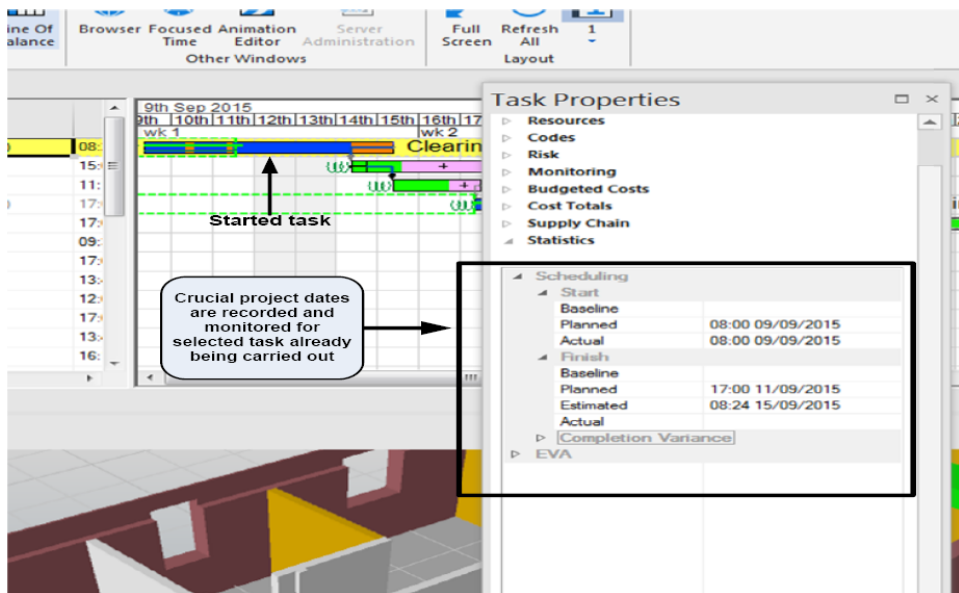 ine Of
alance
Browser Focused Animation Server
Time Editor Administration
Other Windows
Full Refresh 1
Screen All
Layout
9th Sep 2015
9th 10th 11th 12th 13th 14th 15th 16th 17
wk 1 wk 2
08:
Clearin
15:
11:
17:
17:
09:
17:
13:
12:
17:
13:
16:
Started task
Crucial project dates
are recorded and
monitored for
selected task already
being carried out
Task Properties
Resources
Codes
Risk
Monitoring
Budgeted Costs
Cost Totals
Supply Chain
Statistics
Scheduling
Start
Baseline
Planned 08:00 09/09/2015
Actual 08:00 09/09/2015
Finish
Baseline
Planned 17:00 11/09/2015
Estimated 08:24 15/09/2015
Actual
Completion Variance
EVA